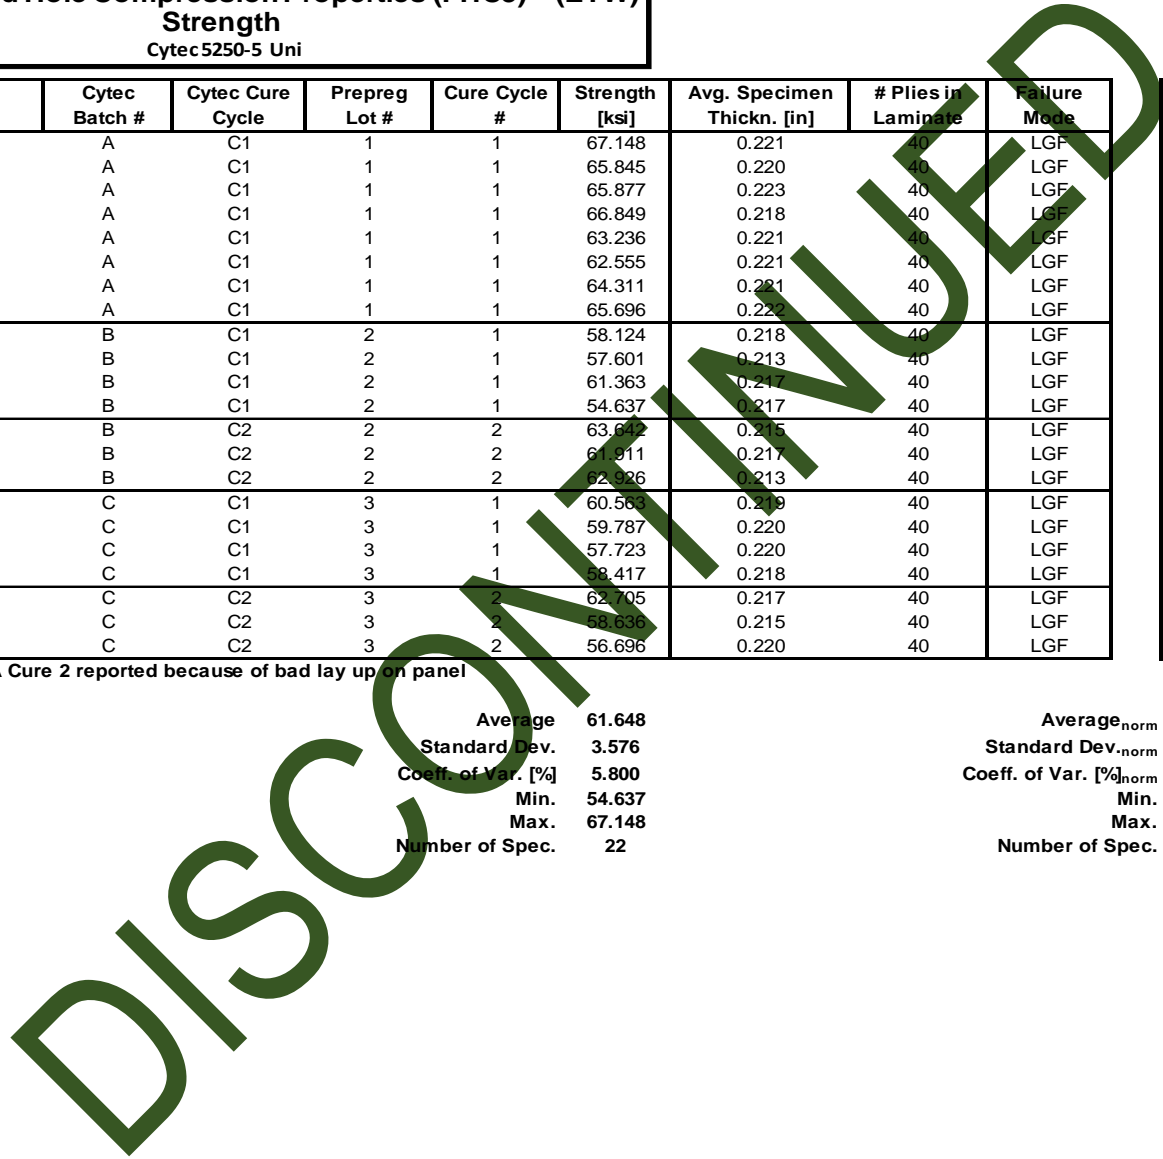 Hole Compression Properties (FHC3) -- (ETW)
Strength
Cytec 5250-5 Uni
Cytec Batch # Cytec Cure Cycle Prepreg Lot # Cure Cycle # Strength [ksi] Avg. Specimen Thickn. [in] # Plies in Laminate Failure Mode
A C1 1 1 67.148 0.221 40 LGF
A C1 1 1 65.845 0.220 40 LGF
A C1 1 1 65.877 0.223 40 LGF
A C1 1 1 66.849 0.218 40 LGF
A C1 1 1 63.236 0.221 40 LGF
A C1 1 1 62.555 0.221 40 LGF
A C1 1 1 64.311 0.221 40 LGF
A C1 1 1 65.696 0.222 40 LGF
B C1 2 1 58.124 0.218 40 LGF
B C1 2 1 57.601 0.213 40 LGF
B C1 2 1 61.363 0.217 40 LGF
B C1 2 1 54.637 0.217 40 LGF
B C2 2 2 63.642 0.215 40 LGF
B C2 2 2 61.911 0.217 40 LGF
B C2 2 2 62.926 0.213 40 LGF
C C1 3 1 60.563 0.219 40 LGF
C C1 3 1 59.787 0.220 40 LGF
C C1 3 1 57.723 0.220 40 LGF
C C1 3 1 58.417 0.218 40 LGF
C C2 3 2 62.705 0.217 40 LGF
C C2 3 2 58.636 0.215 40 LGF
C C2 3 2 56.696 0.220 40 LGF
Cure 2 reported because of bad lay up on panel
Average 61.648 Averagenorm
Standard Dev. 3.576 Standard Dev.norm
Coeff. of Var. [%] 5.800 Coeff. of Var. [%]norm
Min. 54.637 Min.
Max. 67.148 Max.
Number of Spec. 22 Number of Spec.
DISCONTINUED